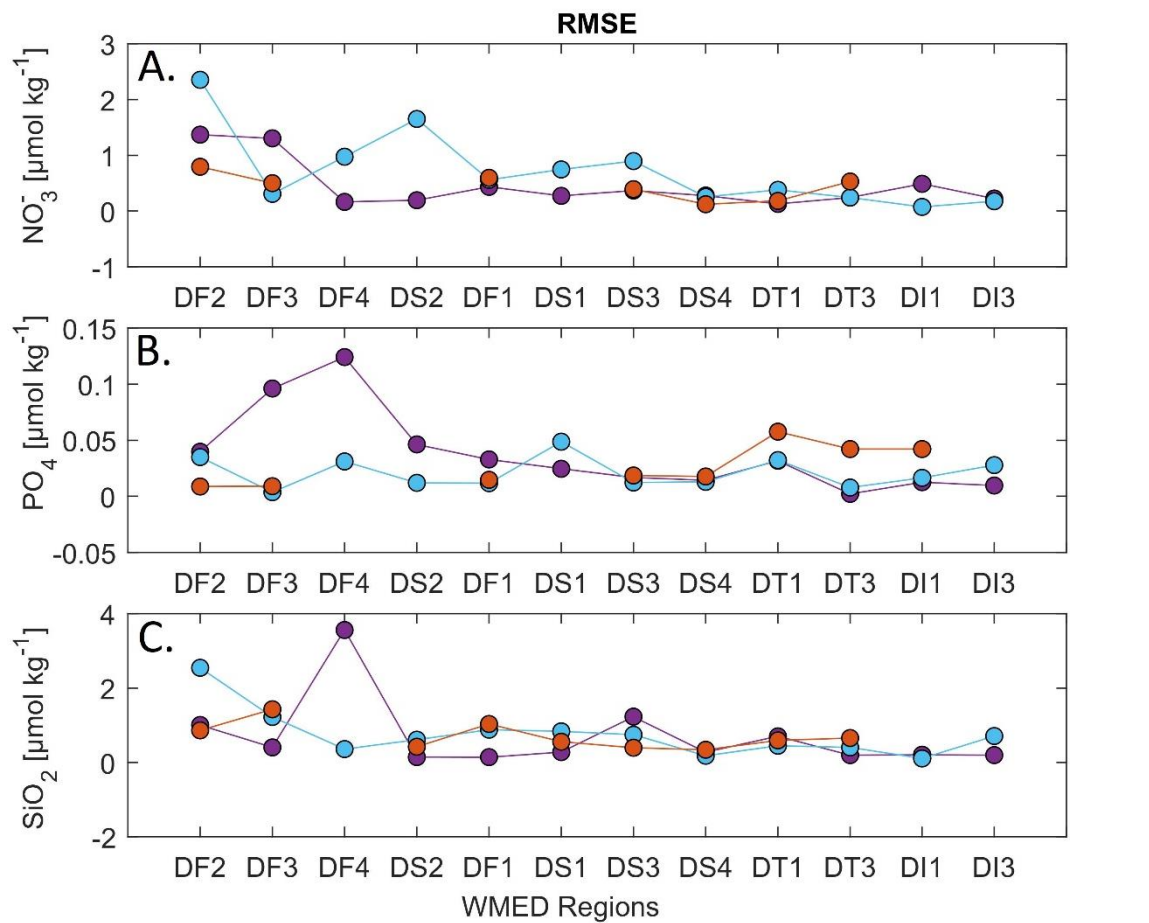 RMSE
A.
NO₃⁻ [µmol kg⁻¹]
3
2
1
0
-1
DF2 DF3 DF4 DS2 DF1 DS1 DS3 DS4 DT1 DT3 DI1 DI3
B.
PO₄ [µmol kg⁻¹]
0.15
0.1
0.05
0
-0.05
DF2 DF3 DF4 DS2 DF1 DS1 DS3 DS4 DT1 DT3 DI1 DI3
C.
SiO₂ [µmol kg⁻¹]
4
2
0
-2
DF2 DF3 DF4 DS2 DF1 DS1 DS3 DS4 DT1 DT3 DI1 DI3
WMED Regions